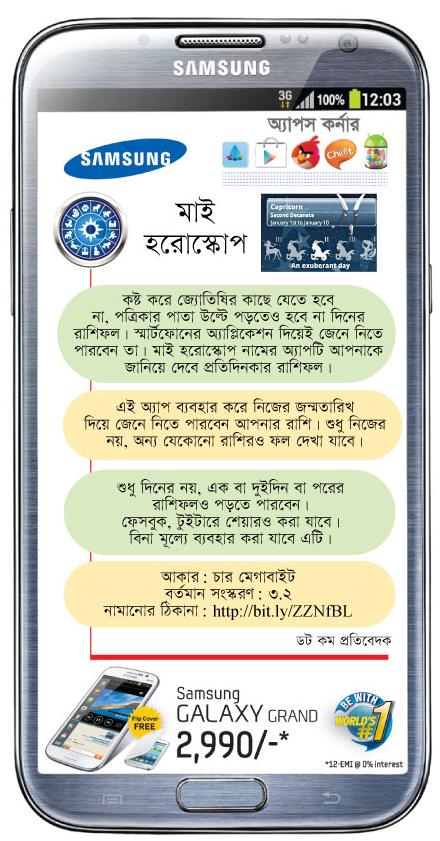 SAMSUNG
3G 100% 12:03
অ্যাপস কর্নার
SAMSUNG
Ch@t
মাই
হরোস্কোপ
Capricorn
Second Decanate
January 1st to January 10
An exuberant day
কষ্ট করে জ্যোতিষির কাছে যেতে হবে
না, পত্রিকার পাতা উল্টে পড়তেও হবে না দিনের
রাশিফল। স্মার্টফোনের অ্যাপ্লিকেশন দিয়েই জেনে নিতে
পারবেন তা। মাই হরোস্কোপ নামের অ্যাপটি আপনাকে
জানিয়ে দেবে প্রতিদিনকার রাশিফল।
এই অ্যাপ ব্যবহার করে নিজের জন্মতারিখ
দিয়ে জেনে নিতে পারবেন আপনার রাশি। শুধু নিজের
নয়, অন্য যেকোনো রাশিরও ফল দেখা যাবে।
শুধু দিনের নয়, এক বা দুইদিন বা পরের
রাশিফলও পড়তে পারবেন।
ফেসবুক, টুইটারে শেয়ারও করা যাবে।
বিনা মূল্যে ব্যবহার করা যাবে এটি।
আকার : চার মেগাবাইট
বর্তমান সংস্করণ : ৩.২
নামানোর ঠিকানা : http://bit.ly/ZZNfBL
ডট কম প্রতিবেদক
Flip Cover
FREE
Samsung
GALAXY GRAND
2,990/-*
BE WITH
WORLD'S
#1
*12-EMI @ 0% interest